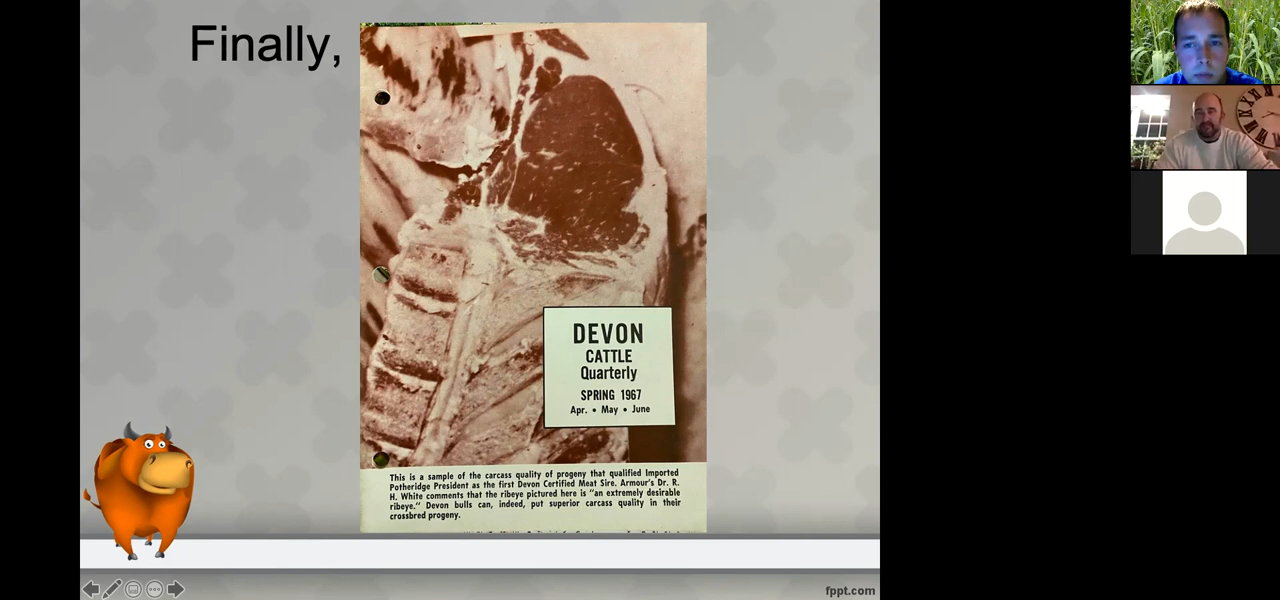 Finally,
DEVON
CATTLE
Quarterly
SPRING 1967
Apr. • May • June
This is a sample of the carcass quality of progeny that qualified Imported
Potheridge President as the first Devon Certified Meat Sire. Armour's Dr. R.
H. White comments that the ribeye pictured here is "an extremely desirable
ribeye." Devon bulls can, indeed, put superior carcass quality in their
crossbred progeny.
fppt.com